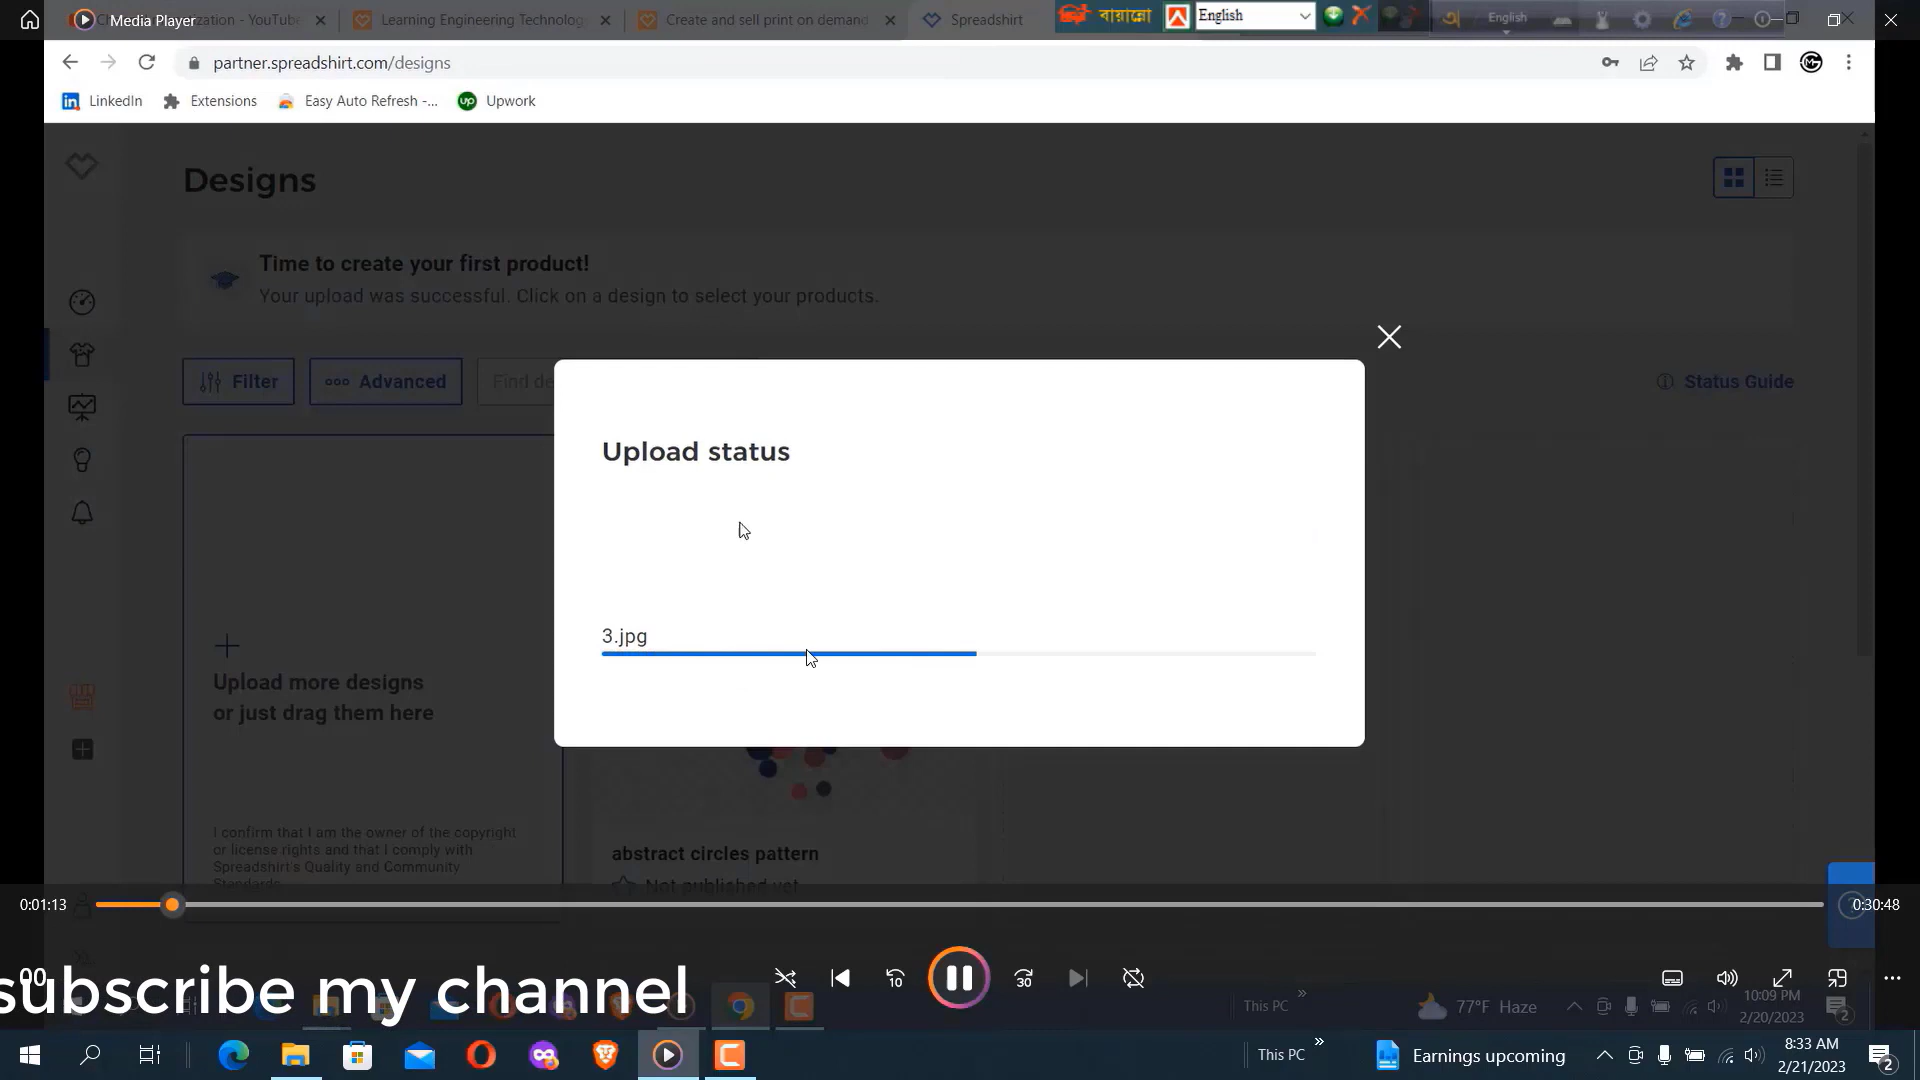 Media Player
zation - YouTube
Learning Engineering Technolog
Create and sell print on demand
Spreadshirt
বায়ান্নো
English
অ
English
partner.spreadshirt.com/designs
LinkedIn
Extensions
Easy Auto Refresh -...
up
Upwork
Designs
Time to create your first product!
Your upload was successful. Click on a design to select your products.
Filter
Advanced
Find de
Status Guide
Upload status
3.jpg
Upload more designs
or just drag them here
I confirm that I am the owner of the copyright
or license rights and that I comply with
Spreadshirt's Quality and Community
Standards
abstract circles pattern
Not published yet
0:01:13
0:30:48
subscribe my channel
10
30
This PC
77°F Haze
10:09 PM
2/20/2023
2
This PC
Earnings upcoming
8:33 AM
2/21/2023
2